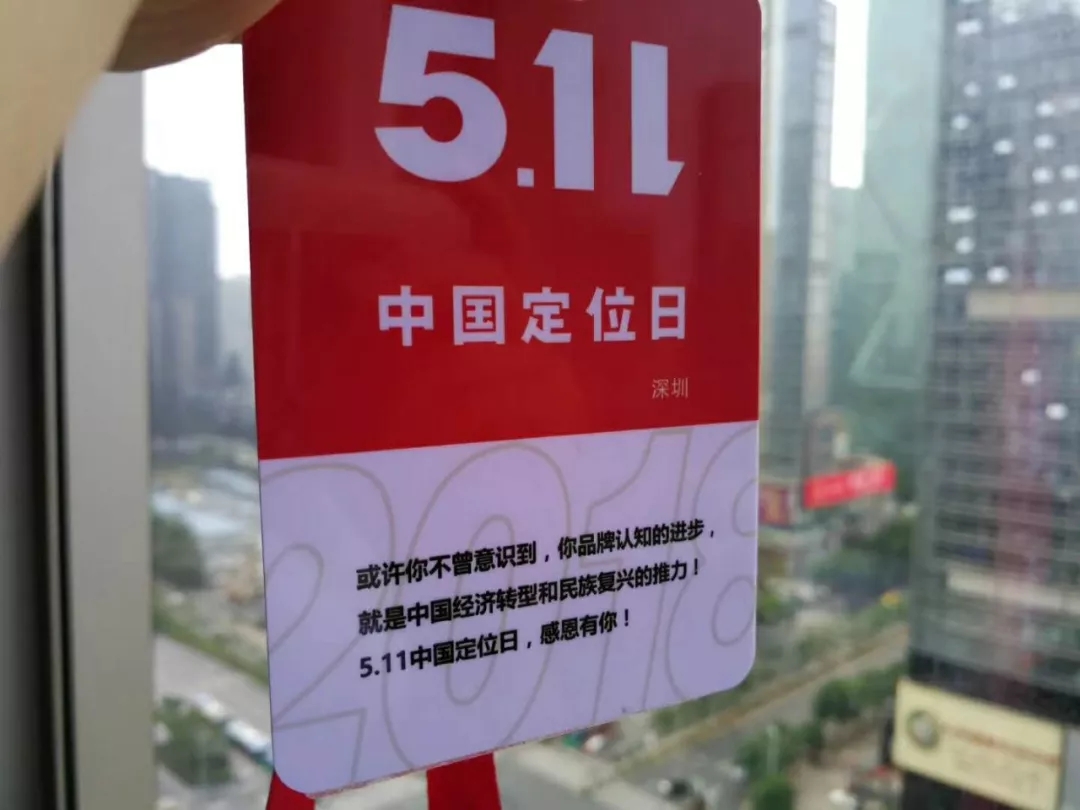 5.11
中国定位日
深圳
2018
或许你不曾意识到，你品牌认知的进步，
就是中国经济转型和民族复兴的推力！
5.11中国定位日，感恩有你！